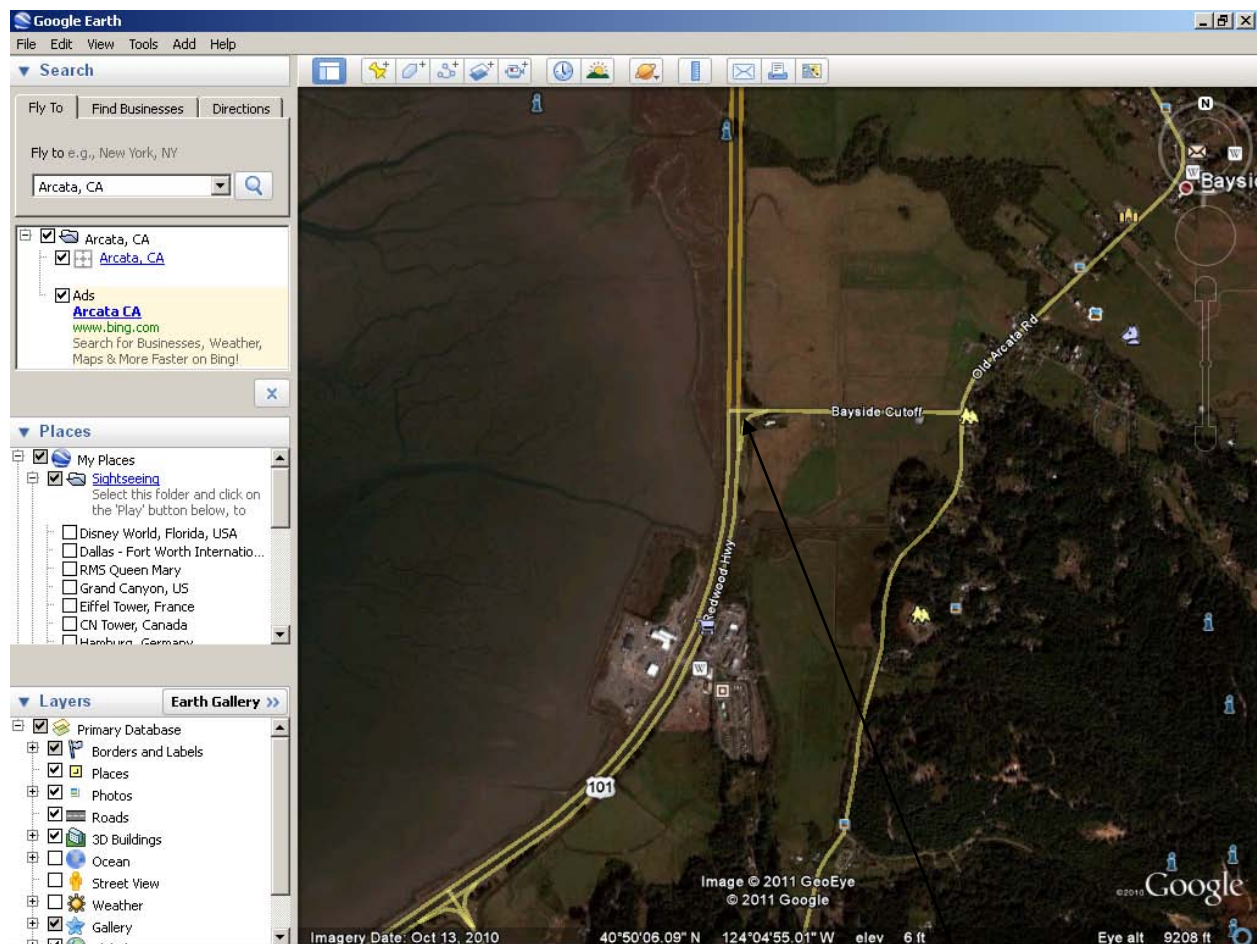 Google Earth
File Edit View Tools Add Help
Search
Fly To Find Businesses Directions
Fly to e.g., New York, NY
Arcata, CA
Arcata, CA
Arcata, CA
Ads
Arcata CA
www.bing.com
Search for Businesses, Weather,
Maps & More Faster on Bing!
Places
My Places
Sightseeing
Select this folder and click on
the 'Play' button below, to
Disney World, Florida, USA
Dallas - Fort Worth Internatio...
RMS Queen Mary
Grand Canyon, US
Eiffel Tower, France
CN Tower, Canada
Hamburg, Germany
Layers
Earth Gallery >>
Primary Database
Borders and Labels
Places
Photos
Roads
3D Buildings
Ocean
Street View
Weather
Gallery
N
W
W
Baysi
Old Arcata Rd
Bayside Cutoff
Redwood Hwy
W
101
Image © 2011 GeoEye
© 2011 Google
©2010 Google
Imagery Date: Oct 13, 2010 40°50'06.09" N 124°04'55.01" W elev 6 ft Eye alt 9208 ft